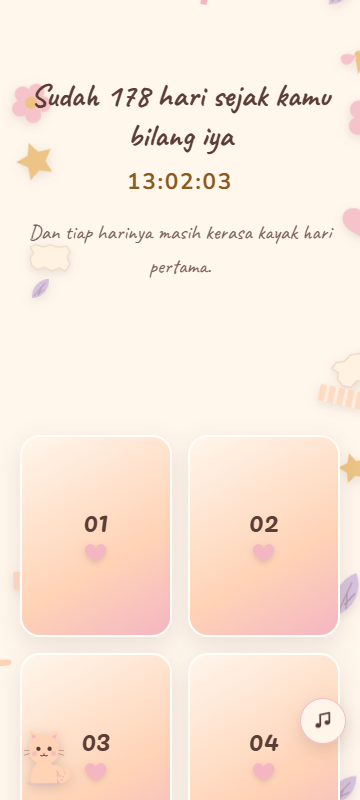 Sudah 178 hari sejak kamu
bilang iya
13:02:03
Dan tiap harinya masih kerasa kayak hari
pertama.
01
02
03
04